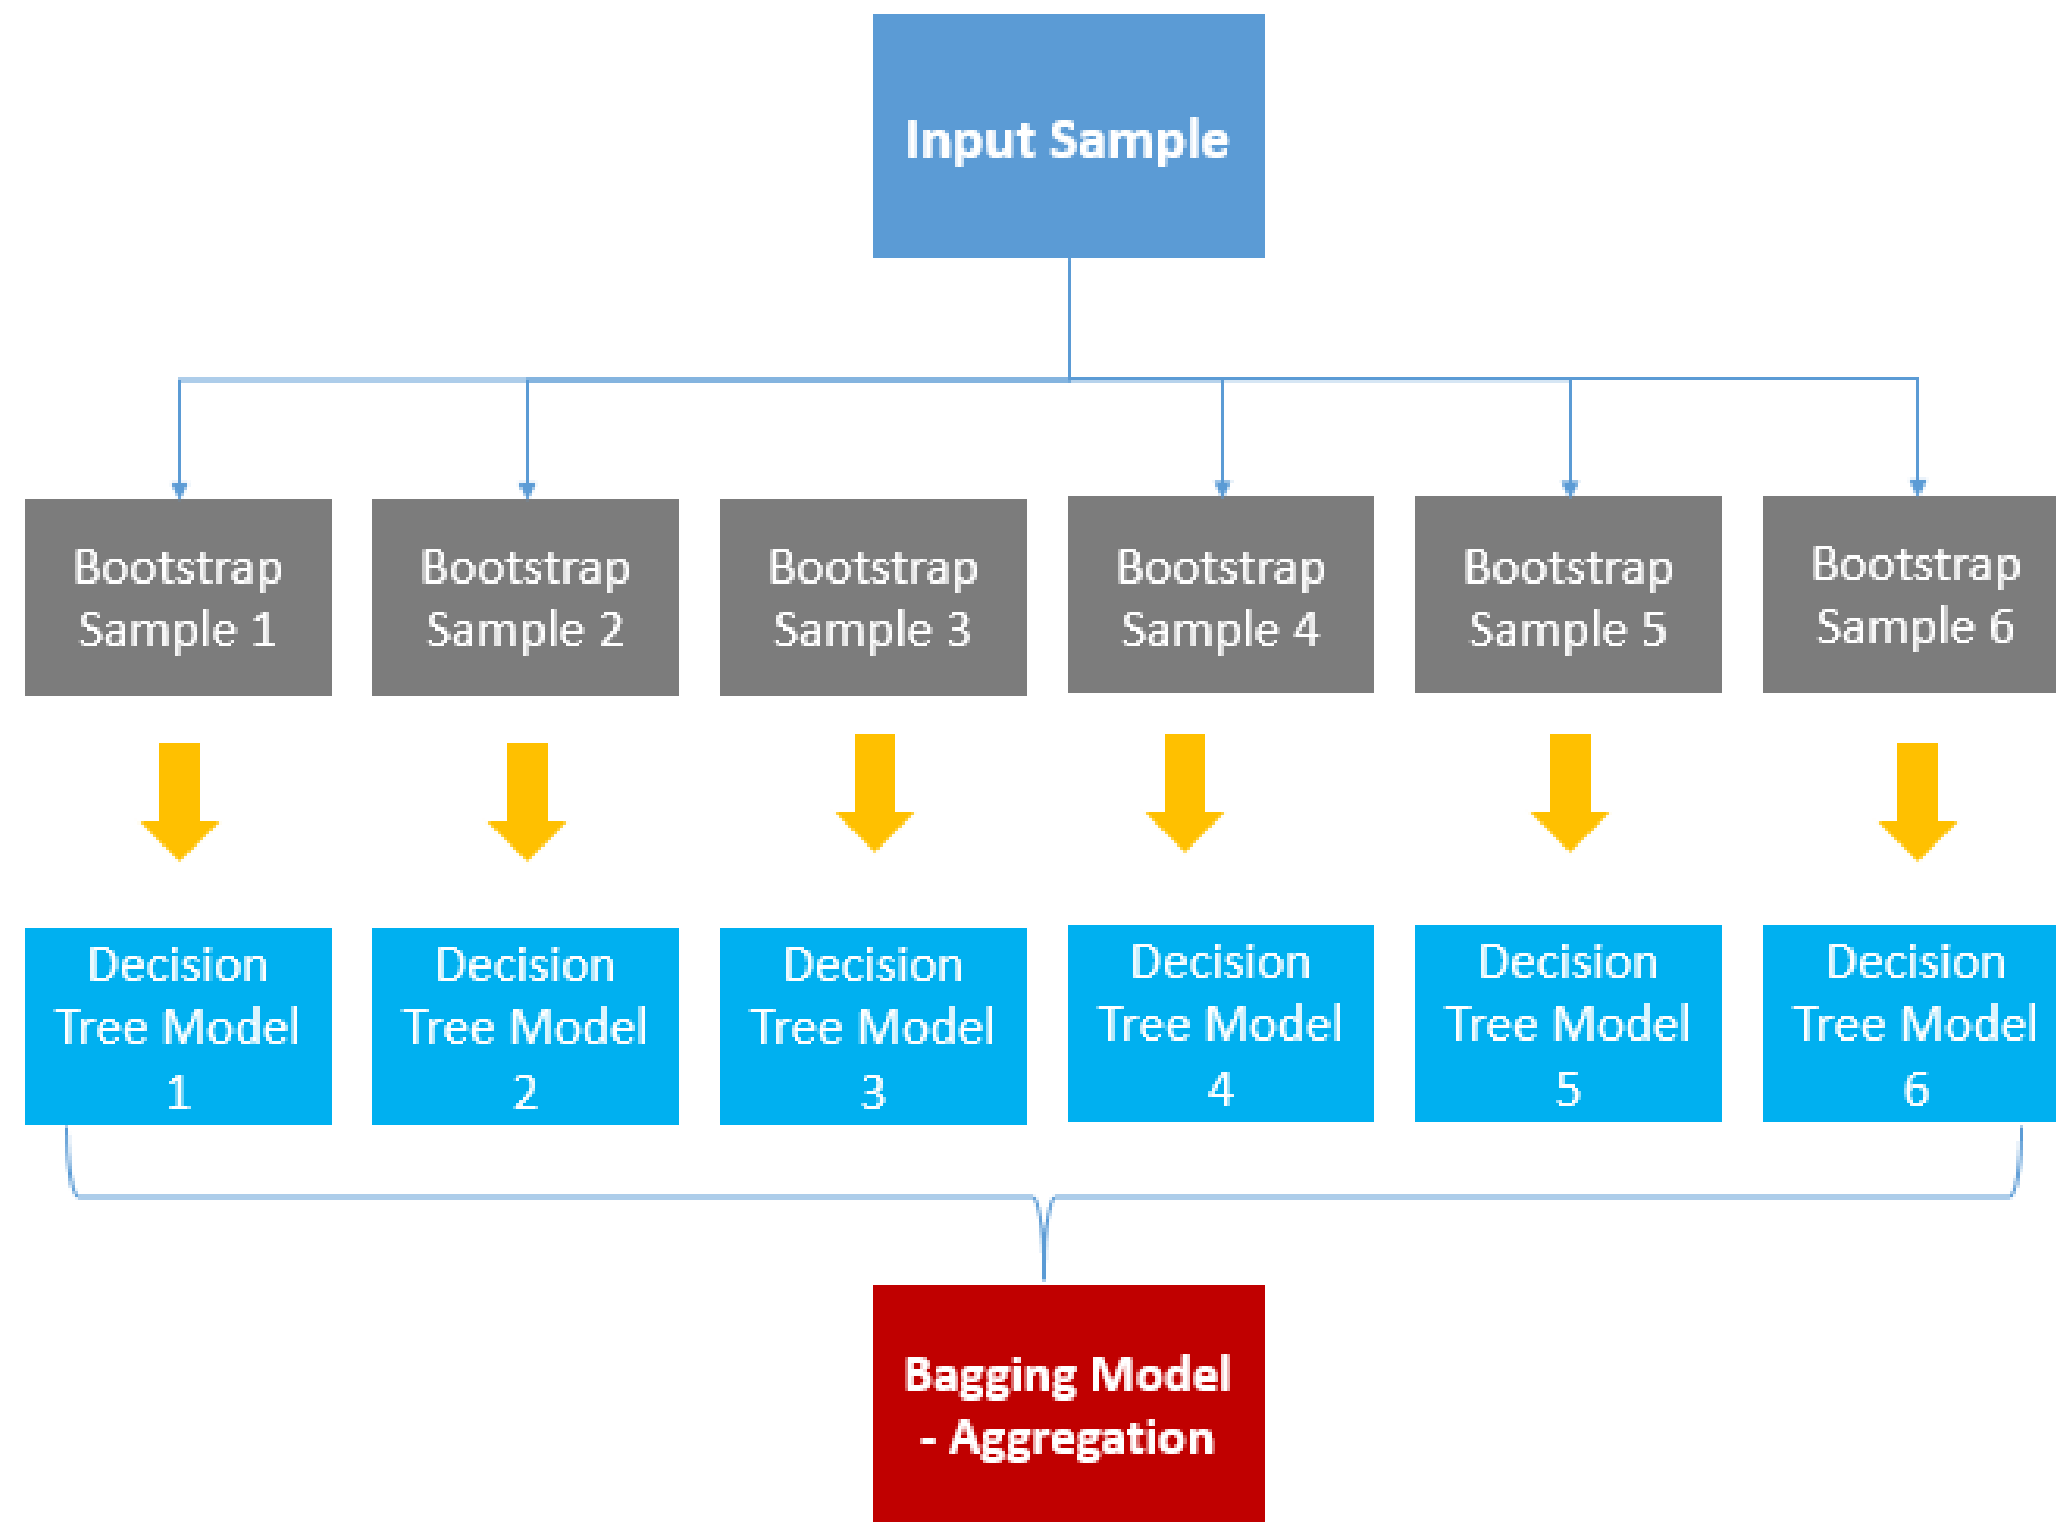 Input Sample
Bootstrap
Sample 1
Bootstrap
Sample 2
Bootstrap
Sample 3
Bootstrap
Sample 4
Bootstrap
Sample 5
Bootstrap
Sample 6
Decision
Tree Model
1
Decision
Tree Model
2
Decision
Tree Model
3
Decision
Tree Model
4
Decision
Tree Model
5
Decision
Tree Model
6
Bagging Model
- Aggregation